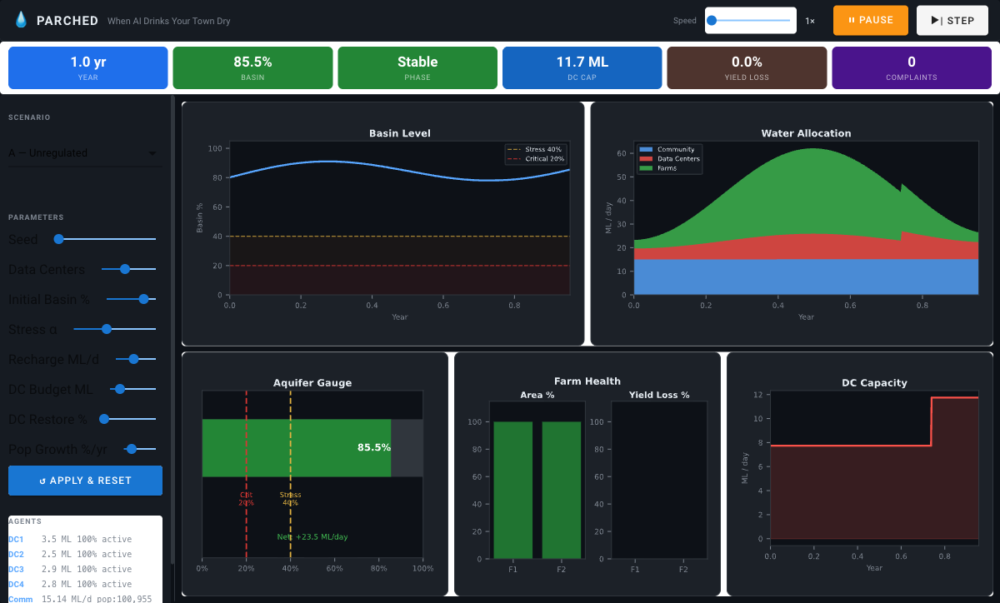 PARCHED When AI Drinks Your Town Dry Speed 1× PAUSE STEP
1.0 yr 85.5% Stable 11.7 ML 0.0% 0
YEAR BASIN PHASE DC CAP YIELD LOSS COMPLAINTS
SCENARIO
A — Unregulated
PARAMETERS
Seed
Data Centers
Initial Basin %
Stress α
Recharge ML/d
DC Budget ML
DC Restore %
Pop Growth %/yr
↺ APPLY & RESET
AGENTS
DC1 3.5 ML 100% active
DC2 2.5 ML 100% active
DC3 2.9 ML 100% active
DC4 2.8 ML 100% active
Comm 15.14 ML/d pop:100,955
Basin Level
Stress 40%
Critical 20%
100
80
60
40
20
0
Basin %
0.0 0.2 0.4 0.6 0.8
Year
Water Allocation
Community
Data Centers
Farms
60
50
40
30
20
10
0
ML / day
0.0 0.2 0.4 0.6 0.8
Year
Aquifer Gauge
85.5%
Crit Stress
20% 40%
Net: +23.5 ML/day
0% 20% 40% 60% 80% 100%
Farm Health
Area % Yield Loss %
100 100
80 80
60 60
40 40
20 20
0 0
F1 F2 F1 F2
DC Capacity
12
10
8
6
4
2
0
ML / day
0.0 0.2 0.4 0.6 0.8
Year